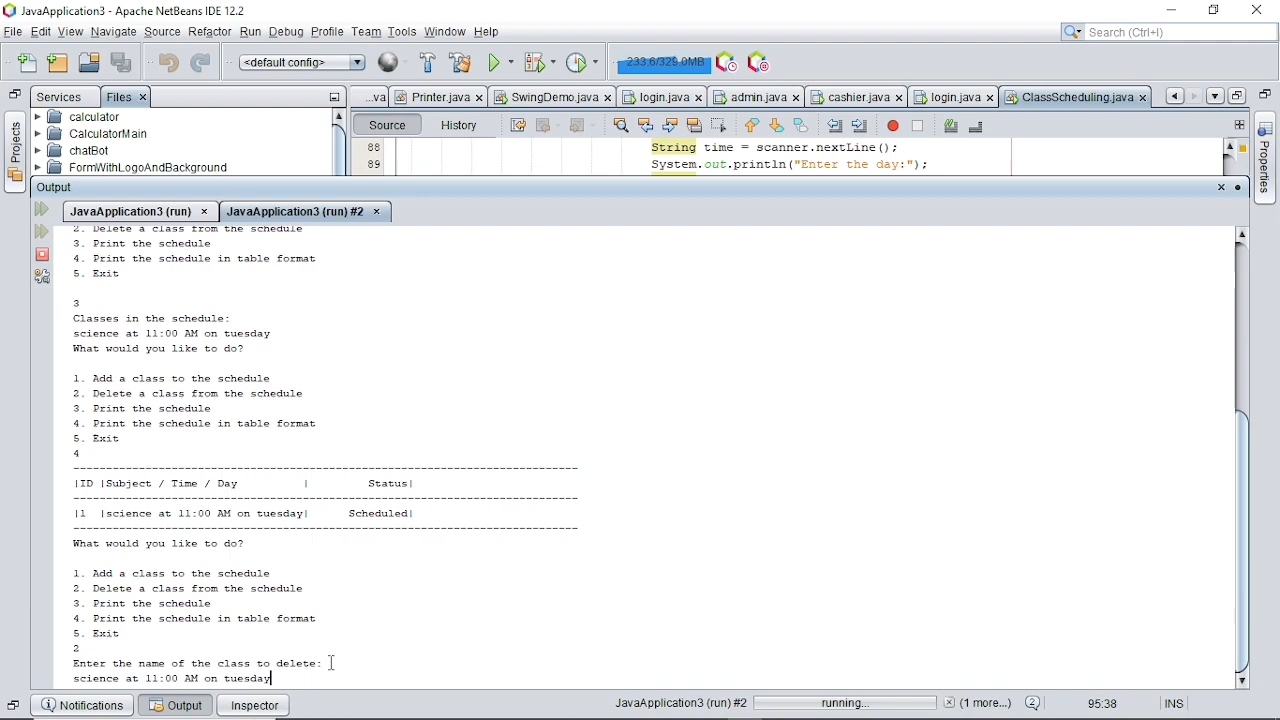 JavaApplication3 - Apache NetBeans IDE 12.2
File Edit View Navigate Source Refactor Run Debug Profile Team Tools Window Help
Search (Ctrl+I)
<default config>
233.6/329.0MB
Services Files
...va Printer.java SwingDemo.java login.java admin.java cashier.java login.java ClassScheduling.java
calculator
CalculatorMain
chatBot
FormWithLogoAndBackground
Source History
88 String time = scanner.nextLine();
89 System.out.println("Enter the day:");
Projects
Properties
Output
JavaApplication3 (run) JavaApplication3 (run) #2
2. Delete a class from the schedule
3. Print the schedule
4. Print the schedule in table format
5. Exit
3
Classes in the schedule:
science at 11:00 AM on tuesday
What would you like to do?
1. Add a class to the schedule
2. Delete a class from the schedule
3. Print the schedule
4. Print the schedule in table format
5. Exit
4
------------------------------------------------------------------------------
|ID |Subject / Time / Day          |         Status|
------------------------------------------------------------------------------
|1  |science at 11:00 AM on tuesday|      Scheduled|
------------------------------------------------------------------------------
What would you like to do?
1. Add a class to the schedule
2. Delete a class from the schedule
3. Print the schedule
4. Print the schedule in table format
5. Exit
2
Enter the name of the class to delete:
science at 11:00 AM on tuesday
Notifications Output Inspector
JavaApplication3 (run) #2 running... (1 more...) 2 95:38 INS